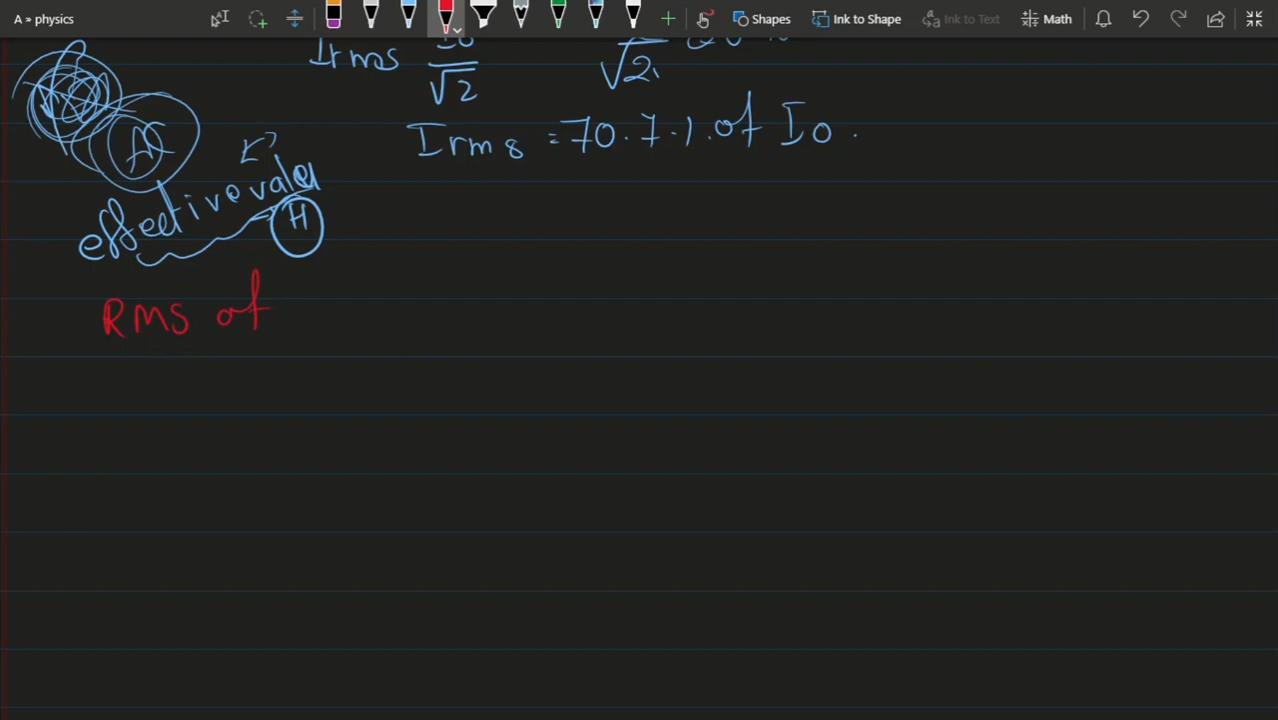 A » physics
Shapes
Ink to Shape
Ink to Text
Math
Irms I0/√2
√2
Irms = 70.7% of Io.
AC
effective value
H
RMS of